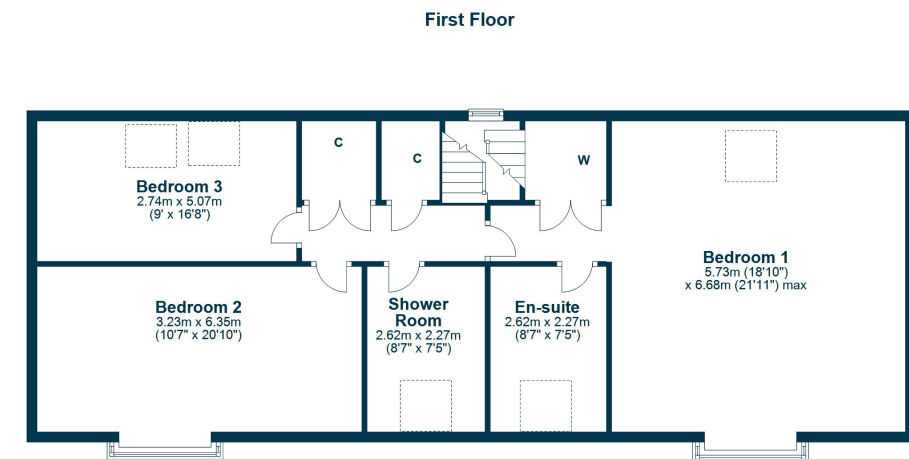 First Floor
C
C
W
Bedroom 3
2.74m x 5.07m
(9' x 16'8")
Bedroom 1
5.73m (18'10")
x 6.68m (21'11") max
Bedroom 2
3.23m x 6.35m
(10'7" x 20'10")
Shower
Room
2.62m x 2.27m
(8'7" x 7'5")
En-suite
2.62m x 2.27m
(8'7" x 7'5")